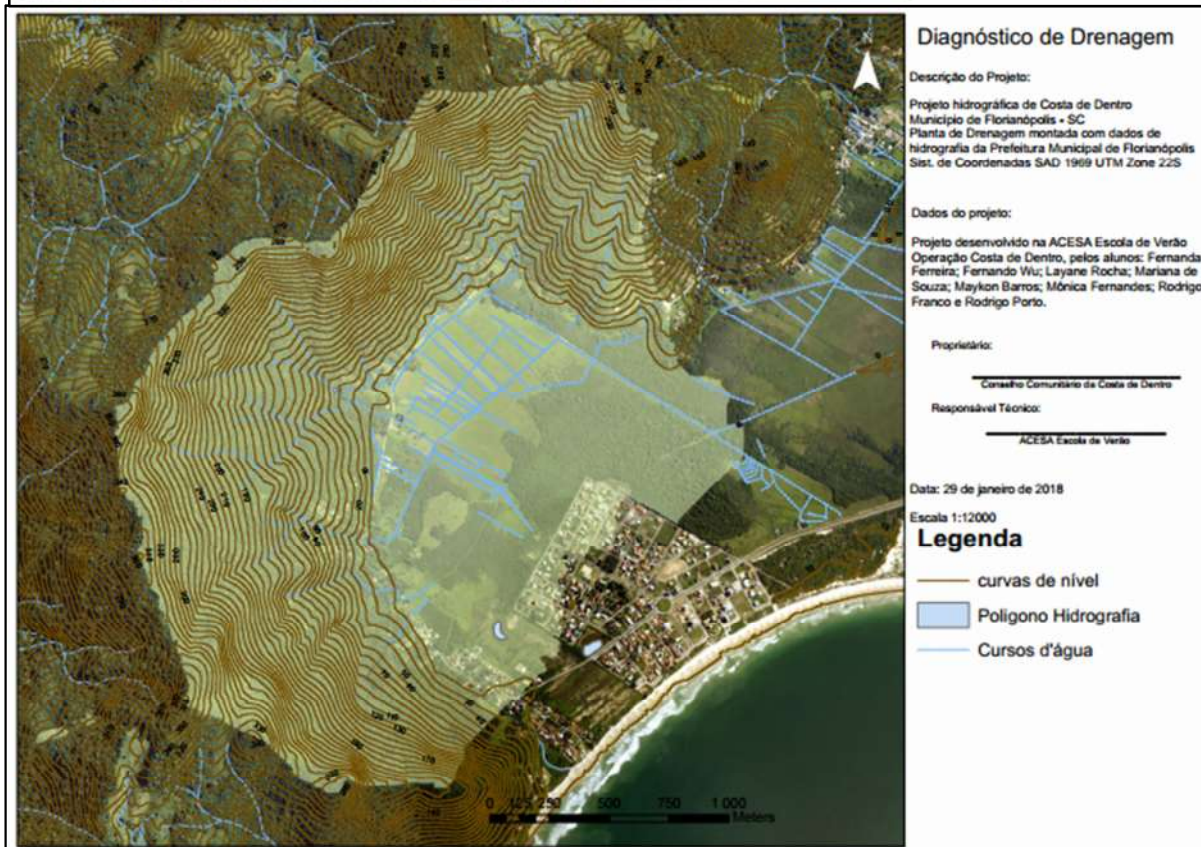 Diagnóstico de Drenagem
Descrição do Projeto:
Projeto hidrográfica de Costa de Dentro
Município de Florianópolis - SC
Planta de Drenagem montada com dados de
hidrografia da Prefeitura Municipal de Florianópolis
Sist. de Coordenadas SAD 1969 UTM Zone 22S
Dados do projeto:
Projeto desenvolvido na ACESA Escola de Verão
Operação Costa de Dentro, pelos alunos: Fernanda
Ferreira; Fernando Wu; Layane Rocha; Mariana de
Souza; Maykon Barros; Mônica Fernandes; Rodrigo
Franco e Rodrigo Porto.
Proprietário:
Conselho Comunitário da Costa de Dentro
Responsável Técnico:
ACESA Escola de Verão
Data: 29 de janeiro de 2018
Escala 1:12000
Legenda
curvas de nível
Poligono Hidrografia
Cursos d'água
0 125 250 500 750 1 000
Meters